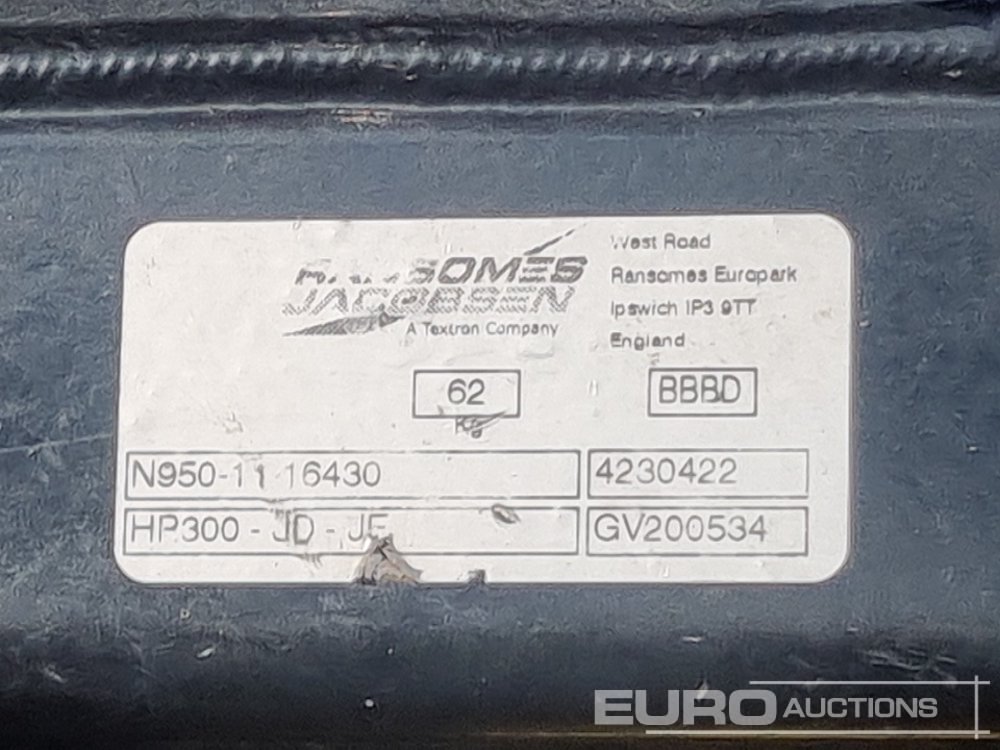 RANSOMES
JACOBSEN
A Textron Company
West Road
Ransomes Europark
Ipswich IP3 9TT
England
62
Kg
BBBD
N950-11 16430
4230422
HP300 - JD - JF
GV200534
EURO AUCTIONS